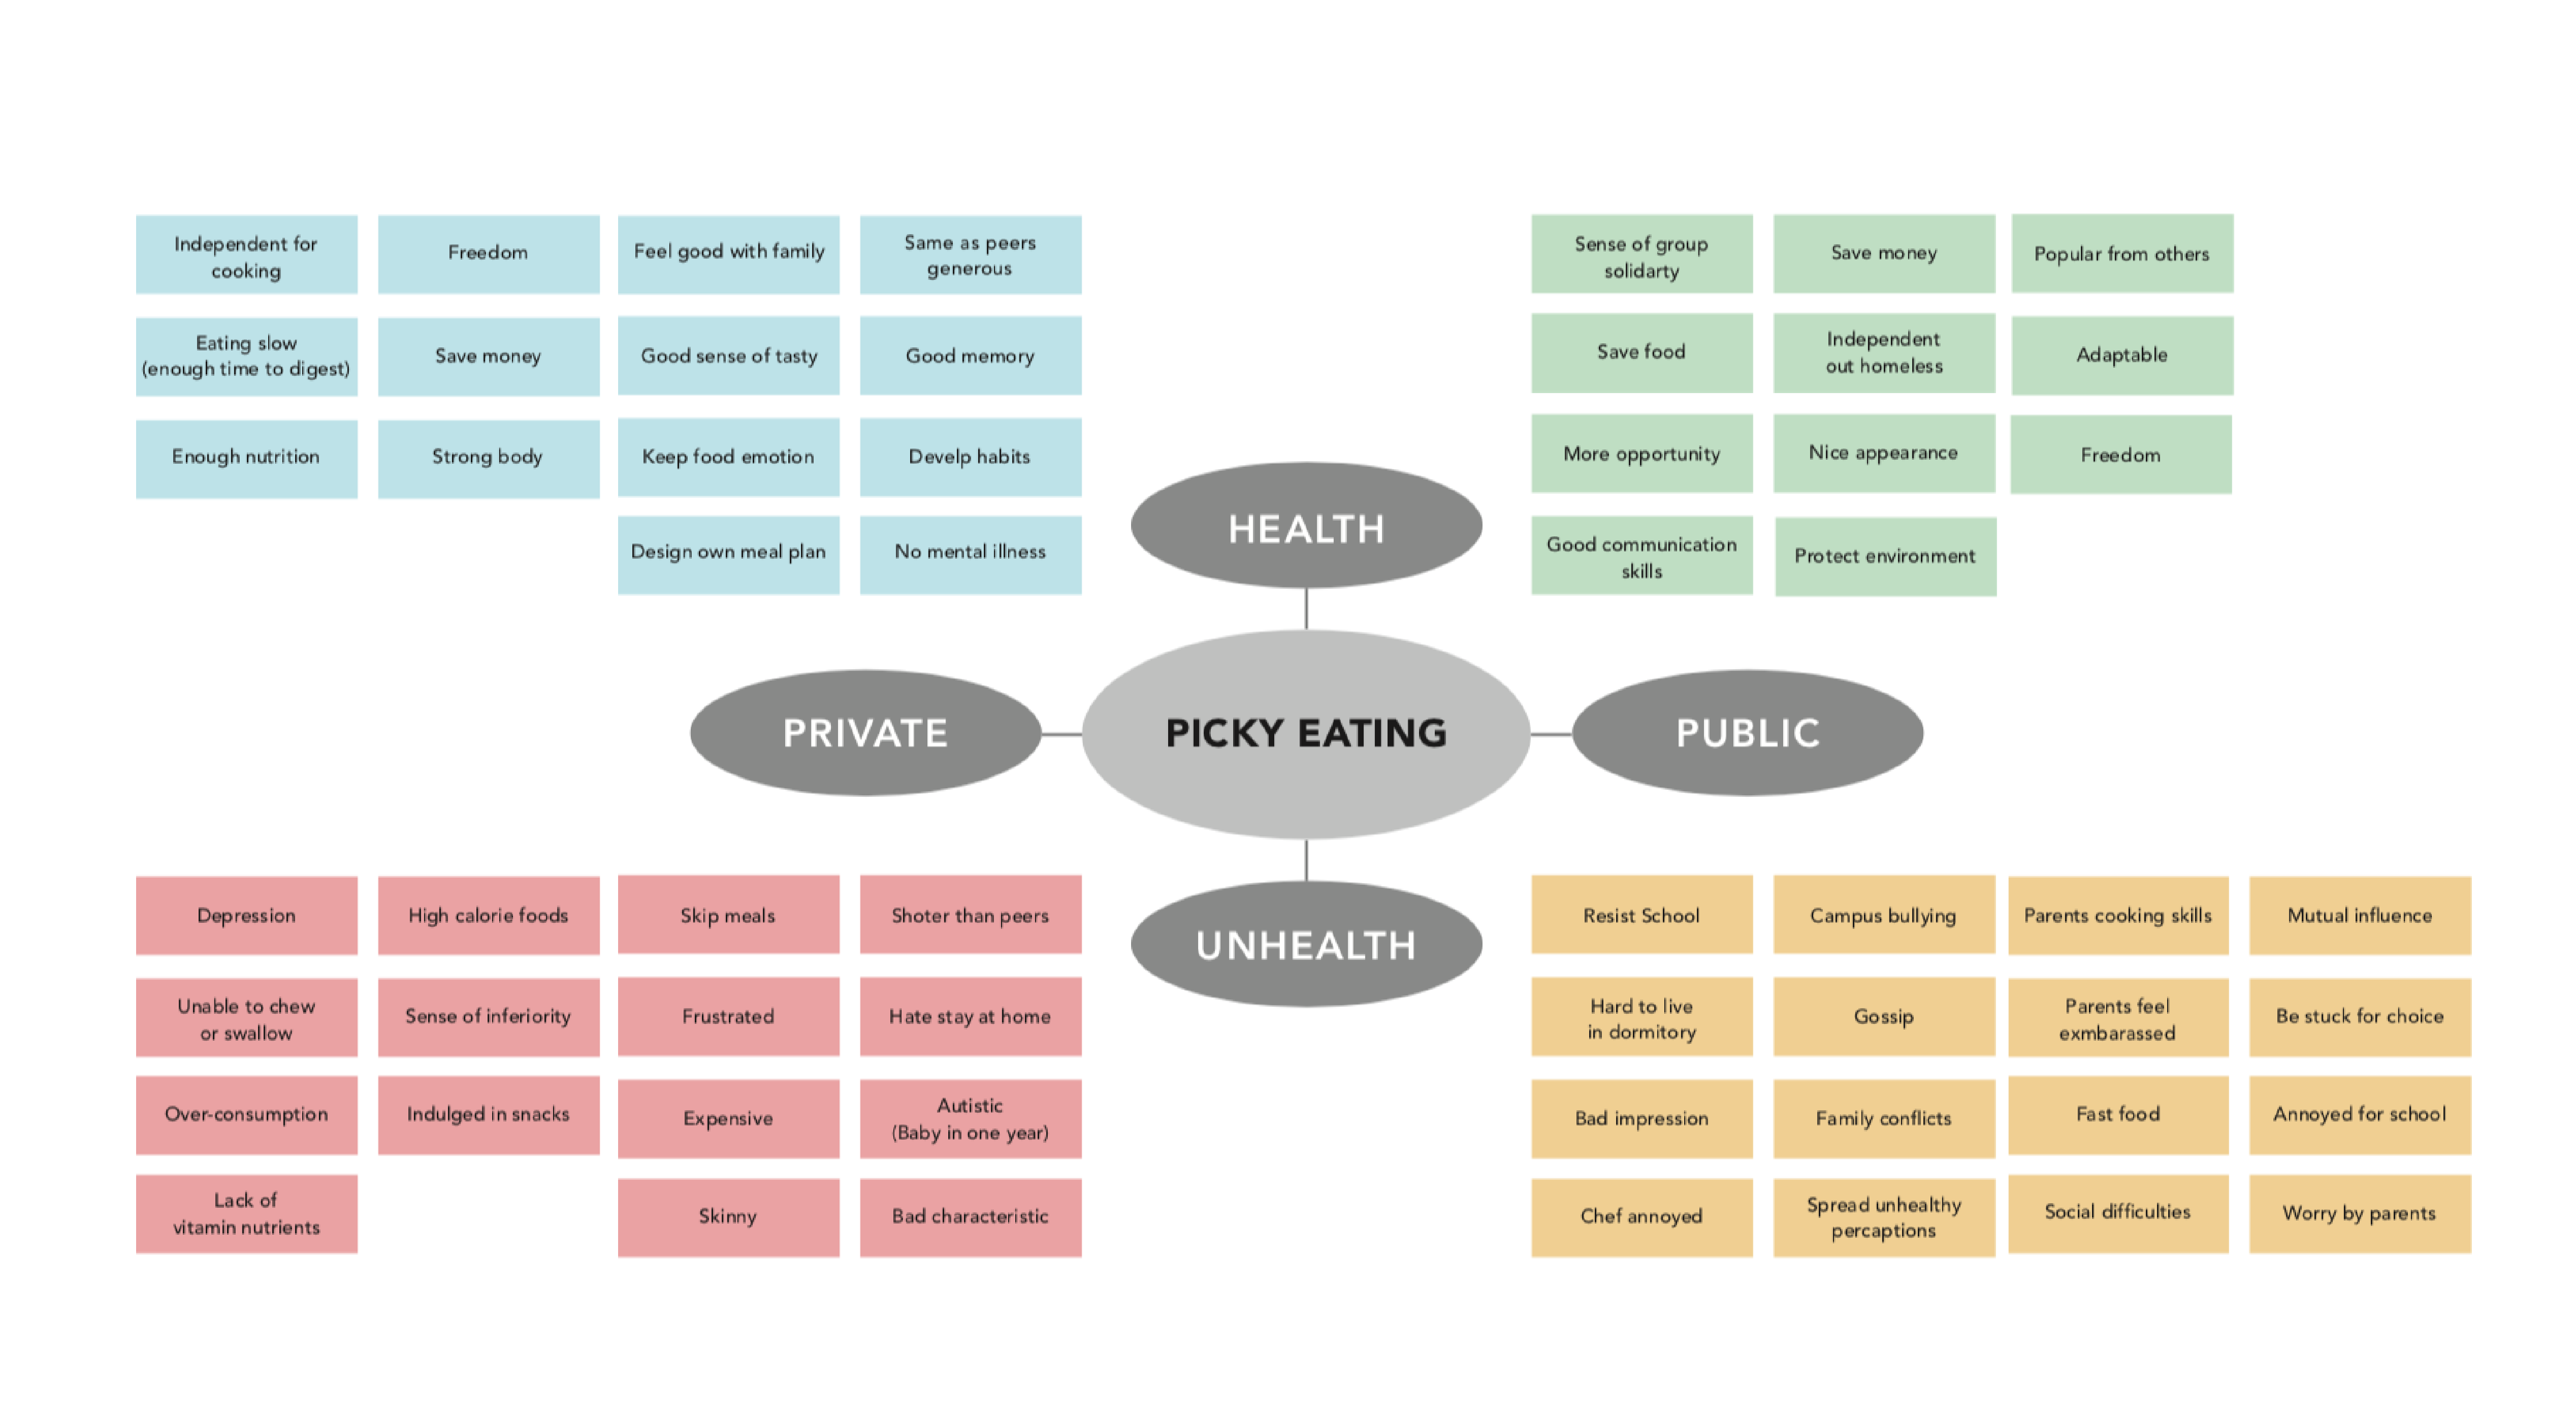 Independent for
cooking
Freedom
Feel good with family
Same as peers
generous
Eating slow
(enough time to digest)
Save money
Good sense of tasty
Good memory
Enough nutrition
Strong body
Keep food emotion
Develp habits
Design own meal plan
No mental illness
Sense of group
solidarty
Save money
Popular from others
Save food
Independent
out homeless
Adaptable
More opportunity
Nice appearance
Freedom
Good communication
skills
Protect environment
HEALTH
PRIVATE
PICKY EATING
PUBLIC
UNHEALTH
Depression
High calorie foods
Skip meals
Shoter than peers
Unable to chew
or swallow
Sense of inferiority
Frustrated
Hate stay at home
Over-consumption
Indulged in snacks
Expensive
Autistic
(Baby in one year)
Lack of
vitamin nutrients
Skinny
Bad characteristic
Resist School
Campus bullying
Parents cooking skills
Mutual influence
Hard to live
in dormitory
Gossip
Parents feel
exmbarassed
Be stuck for choice
Bad impression
Family conflicts
Fast food
Annoyed for school
Chef annoyed
Spread unhealthy
percaptions
Social difficulties
Worry by parents